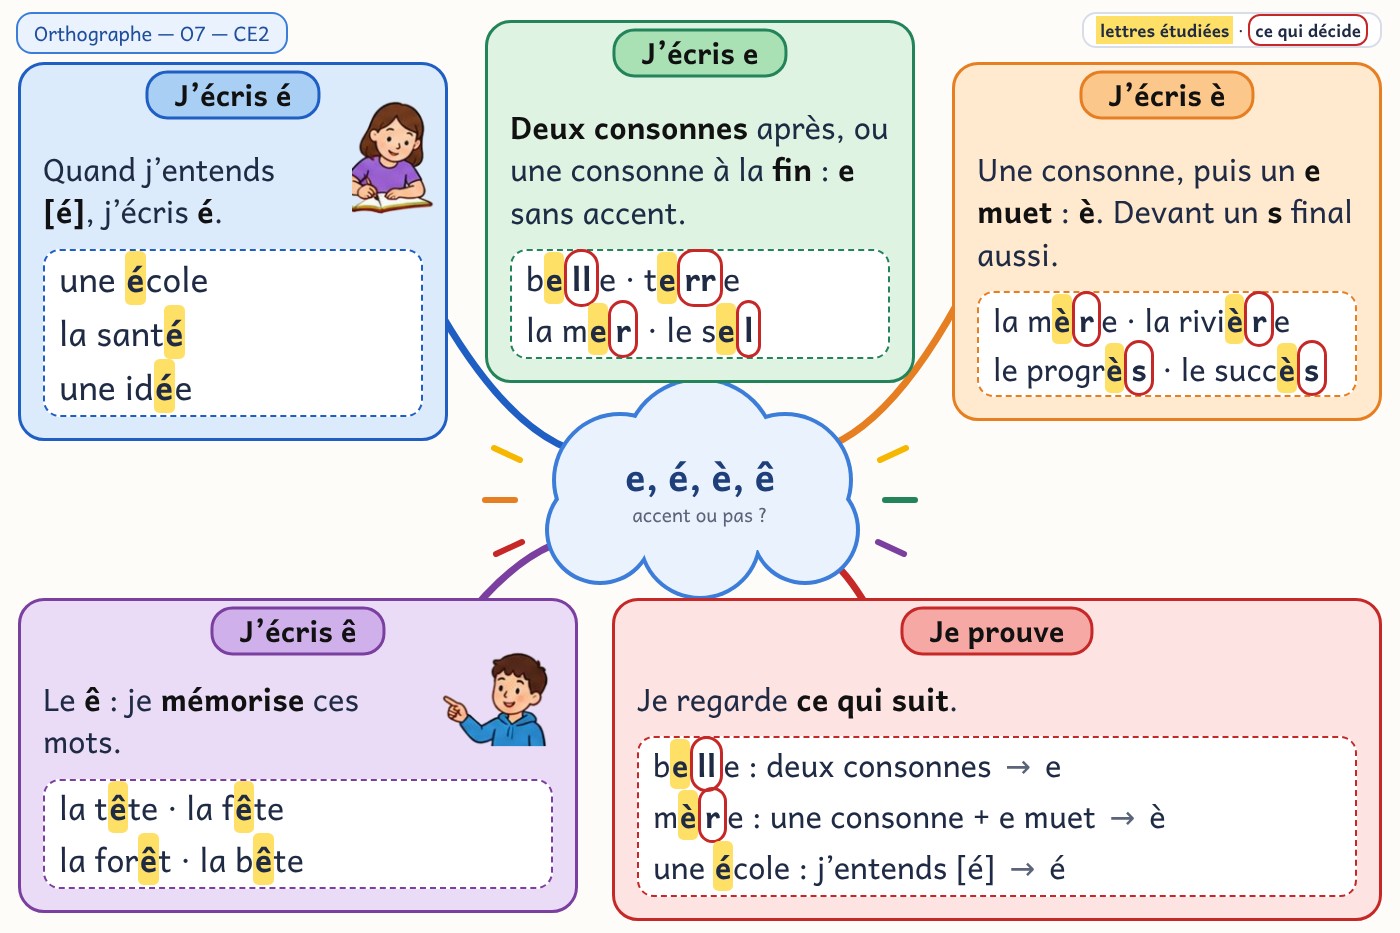 Orthographe — O7 — CE2
lettres étudiées · ce qui décide
J’écris é
Quand j’entends
[é], j’écris é.
une école
la santé
une idée
J’écris e
Deux consonnes après, ou
une consonne à la fin : e
sans accent.
belle · terre
la mer · le sel
J’écris è
Une consonne, puis un e
muet : è. Devant un s final
aussi.
la mère · la rivière
le progrès · le succès
e, é, è, ê
accent ou pas ?
J’écris ê
Le ê : je mémorise ces
mots.
la tête · la fête
la forêt · la bête
Je prouve
Je regarde ce qui suit.
belle : deux consonnes → e
mère : une consonne + e muet → è
une école : j’entends [é] → é